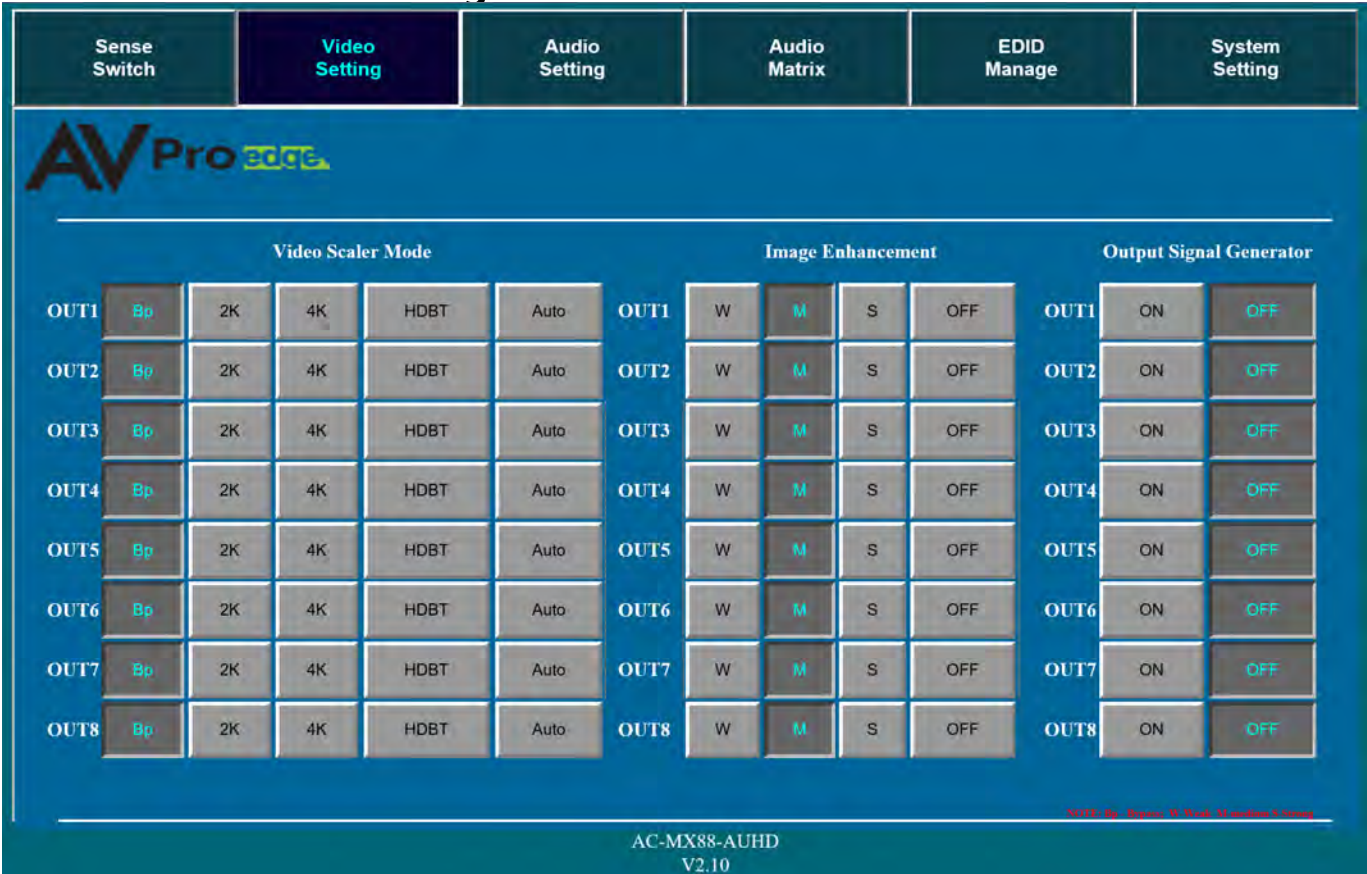 Sense Switch
Video Setting
Audio Setting
Audio Matrix
EDID Manage
System Setting
AVPro edge.
Video Scaler Mode Image Enhancement Output Signal Generator
OUT1 Bp 2K 4K HDBT Auto OUT1 W M S OFF OUT1 ON OFF
OUT2 Bp 2K 4K HDBT Auto OUT2 W M S OFF OUT2 ON OFF
OUT3 Bp 2K 4K HDBT Auto OUT3 W M S OFF OUT3 ON OFF
OUT4 Bp 2K 4K HDBT Auto OUT4 W M S OFF OUT4 ON OFF
OUT5 Bp 2K 4K HDBT Auto OUT5 W M S OFF OUT5 ON OFF
OUT6 Bp 2K 4K HDBT Auto OUT6 W M S OFF OUT6 ON OFF
OUT7 Bp 2K 4K HDBT Auto OUT7 W M S OFF OUT7 ON OFF
OUT8 Bp 2K 4K HDBT Auto OUT8 W M S OFF OUT8 ON OFF
AC-MX88-AUHD
V2.10